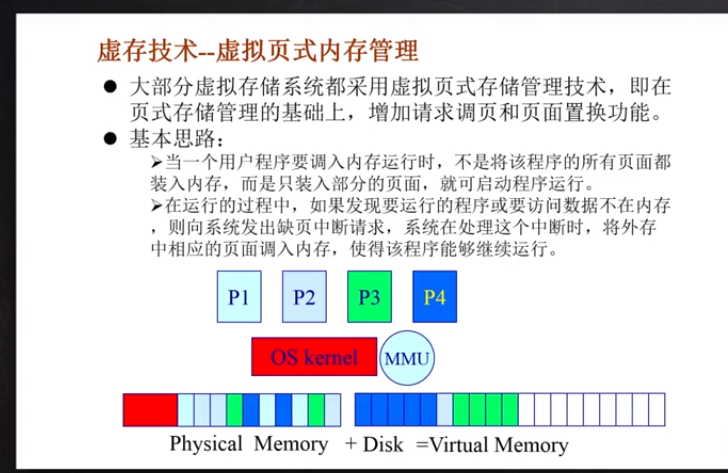 虚存技术--虚拟页式内存管理
● 大部分虚拟存储系统都采用虚拟页式存储管理技术，即在
页式存储管理的基础上，增加请求调页和页面置换功能。
● 基本思路：
➢当一个用户程序要调入内存运行时，不是将该程序的所有页面都
装入内存，而是只装入部分的页面，就可启动程序运行。
➢在运行的过程中，如果发现要运行的程序或要访问数据不在内存
，则向系统发出缺页中断请求，系统在处理这个中断时，将外存
中相应的页面调入内存，使得该程序能够继续运行。
P1 P2 P3 P4
OS kernel MMU
Physical Memory + Disk =Virtual Memory